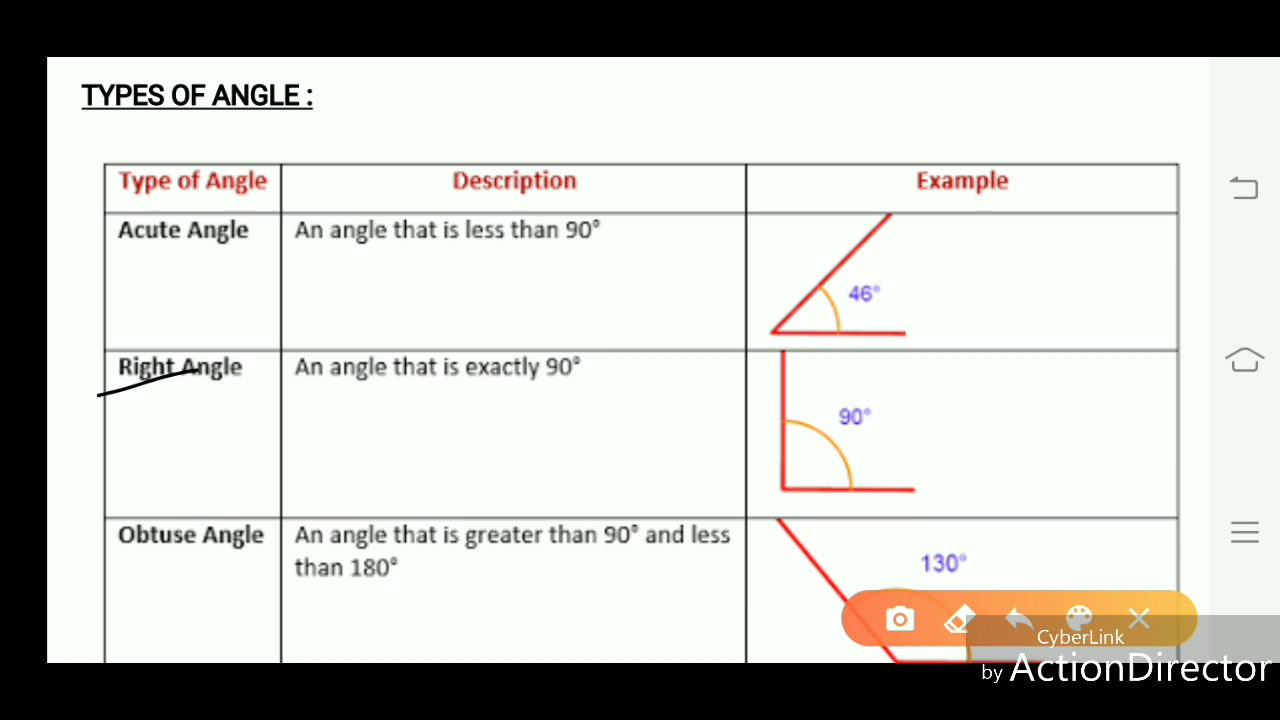 TYPES OF ANGLE :
Type of Angle Description Example
Acute Angle An angle that is less than 90°
46°
Right Angle An angle that is exactly 90°
90°
Obtuse Angle An angle that is greater than 90° and less
than 180°
130°
CyberLink
by ActionDirector